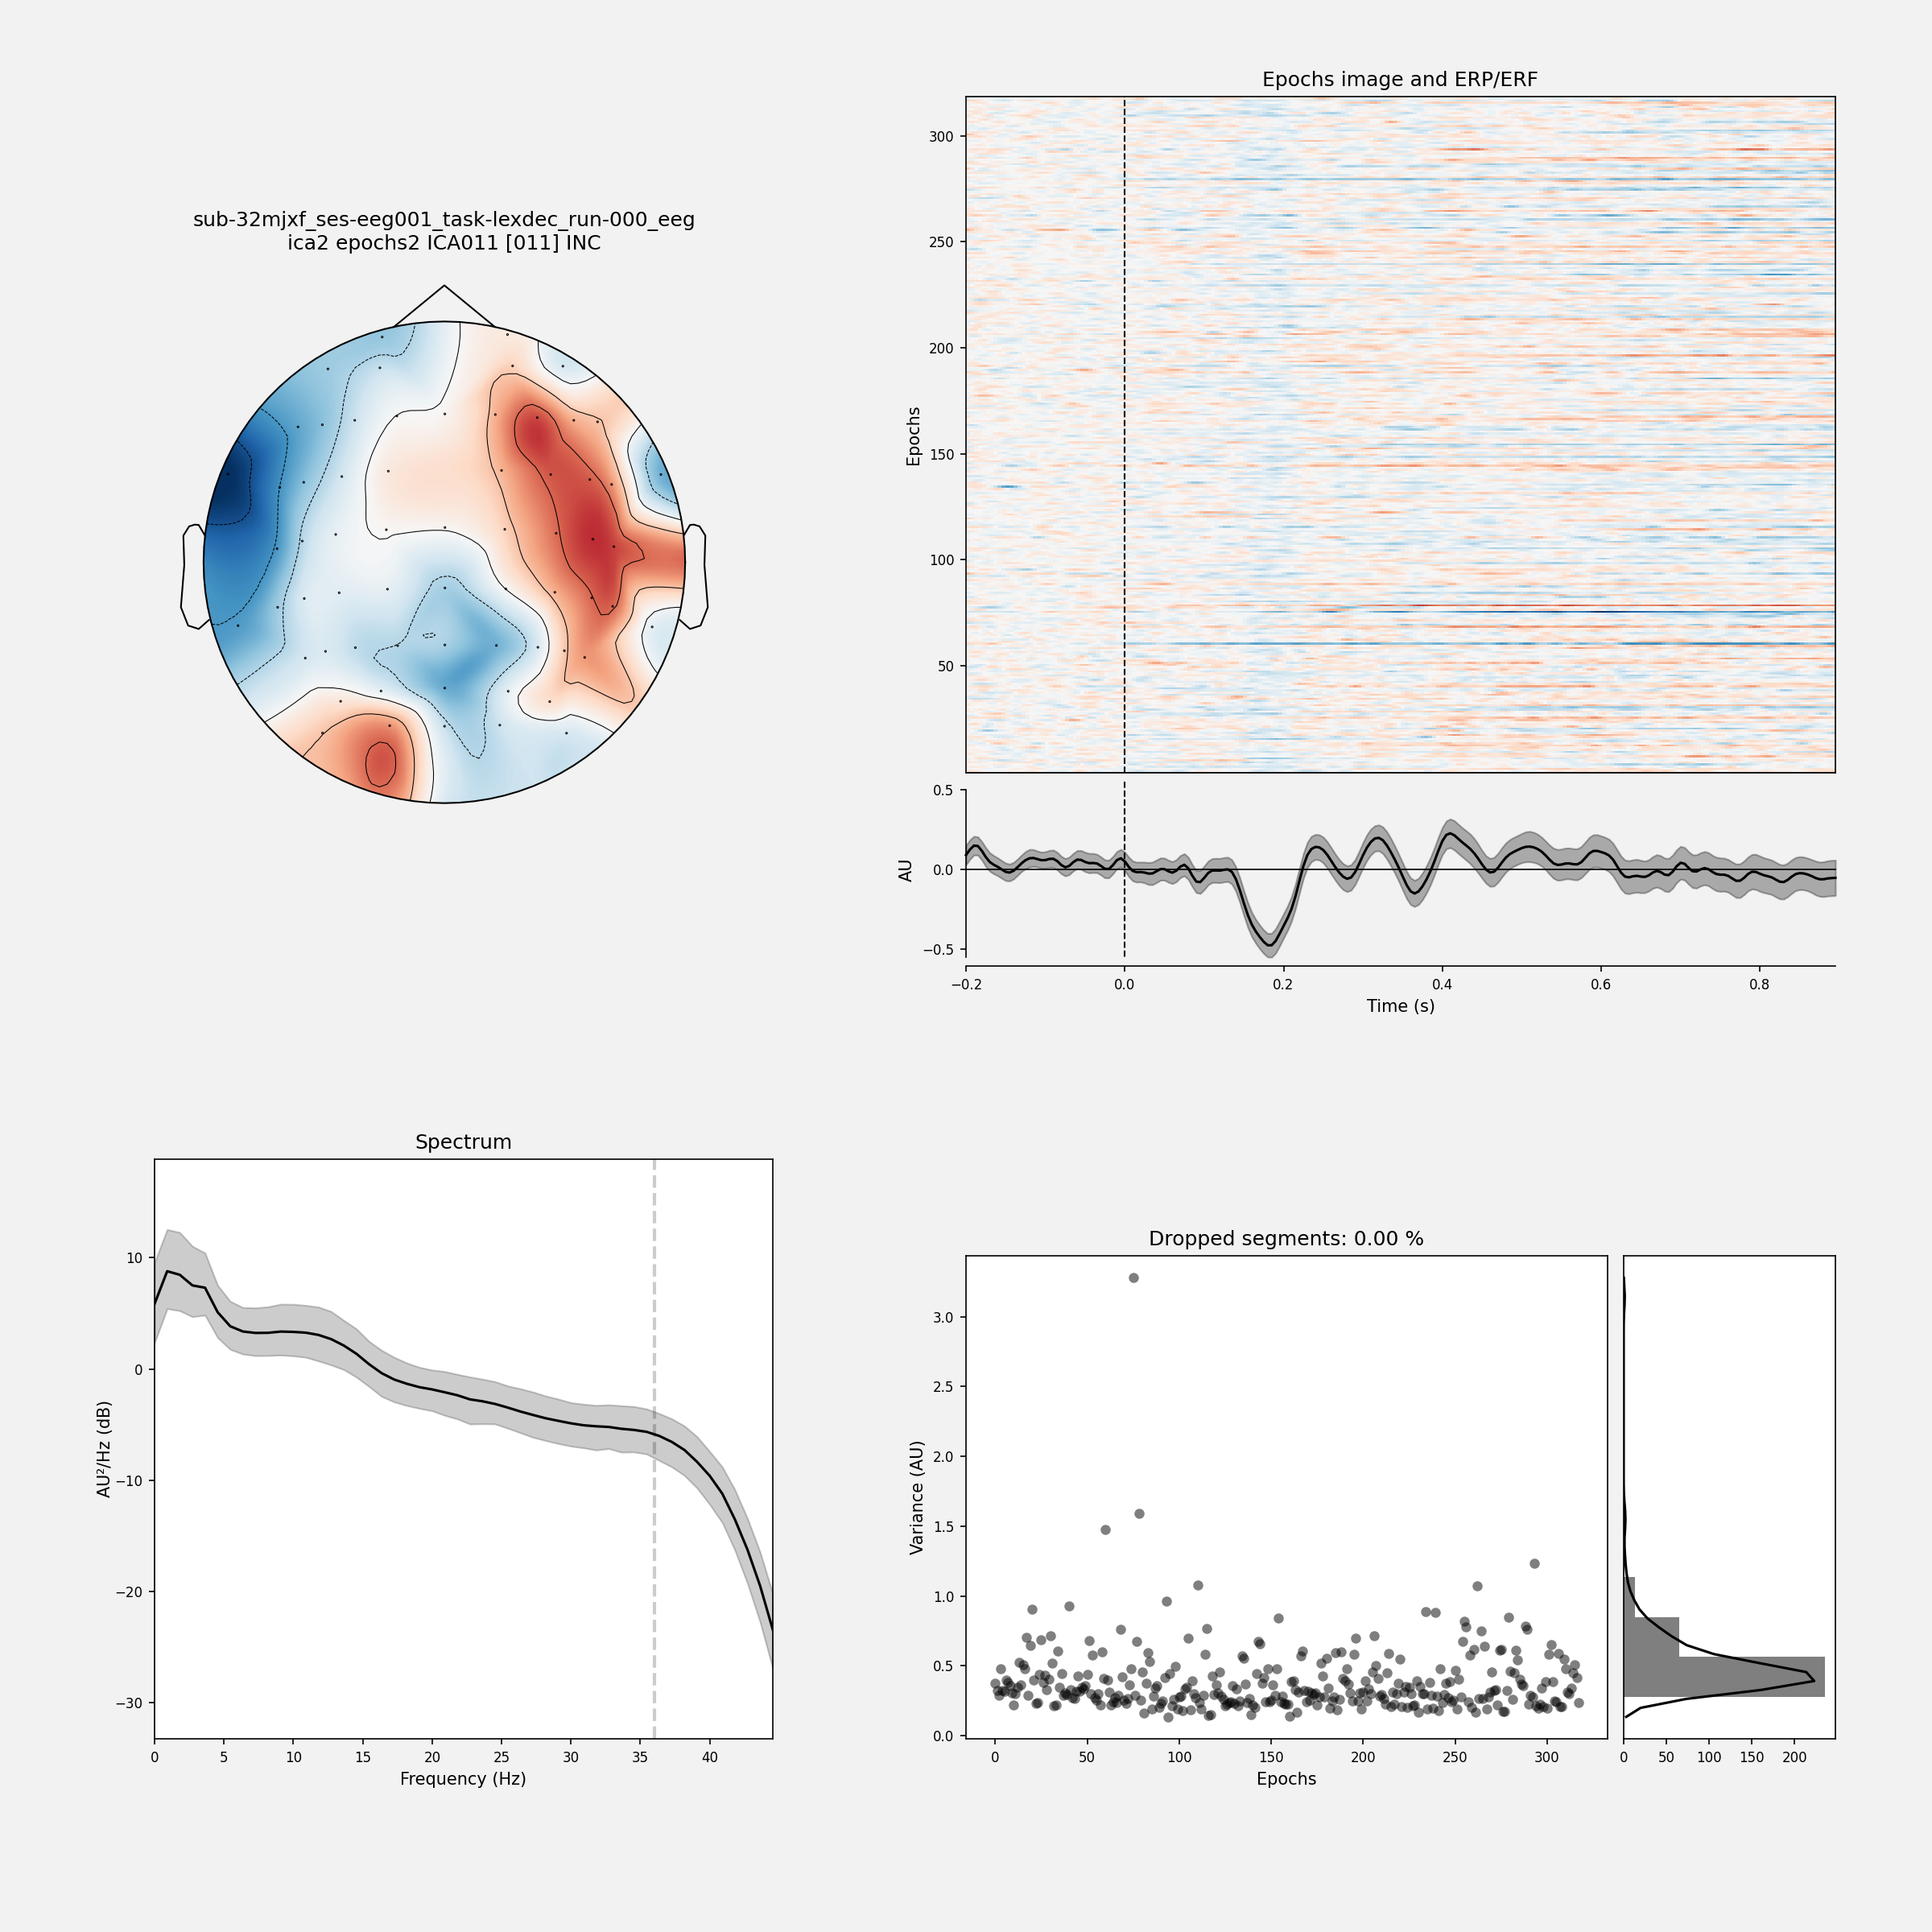 sub-32mjxf_ses-eeg001_task-lexdec_run-000_eeg
ica2 epochs2 ICA011 [011] INC
Epochs image and ERP/ERF
300
250
200
150
100
50
Epochs
0.5
0.0
−0.5
AU
−0.2 0.0 0.2 0.4 0.6 0.8
Time (s)
Spectrum
10
0
−10
−20
−30
AU²/Hz (dB)
0 5 10 15 20 25 30 35 40
Frequency (Hz)
Dropped segments: 0.00 %
3.0
2.5
2.0
1.5
1.0
0.5
0.0
Variance (AU)
0 50 100 150 200 250 300
Epochs
0 50 100 150 200